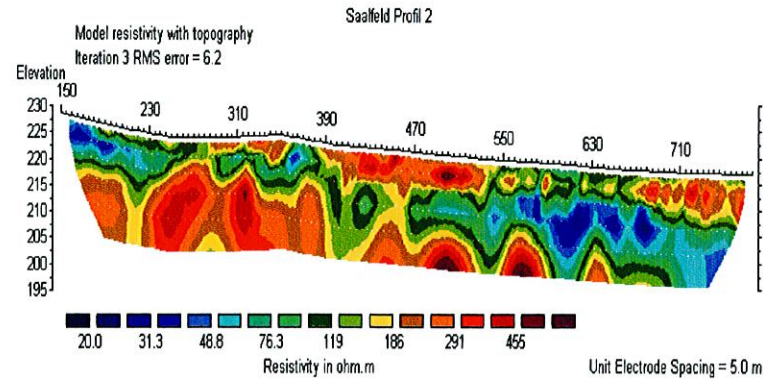 Saalfeld Profil 2
Model resistivity with topography
Iteration 3 RMS error = 6.2
Elevation
150
230
310
390
470
550
630
710
230
225
220
215
210
205
200
195
20.0 31.3 48.8 76.3 119 186 291 455
Resistivity in ohm.m
Unit Electrode Spacing = 5.0 m